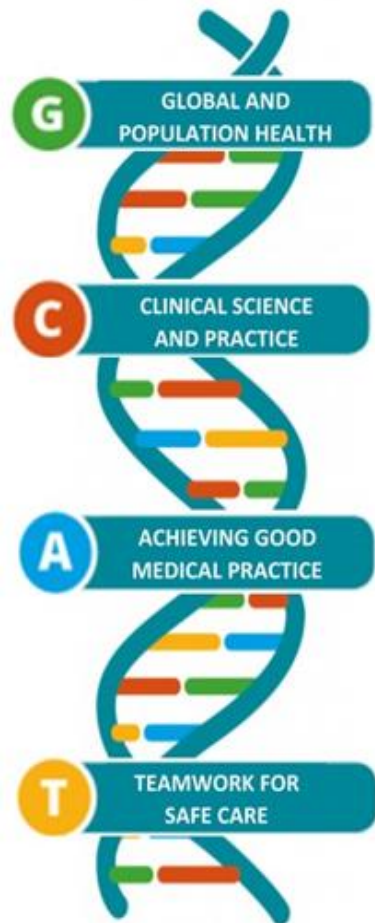 G
GLOBAL AND
POPULATION HEALTH
C
CLINICAL SCIENCE
AND PRACTICE
A
ACHIEVING GOOD
MEDICAL PRACTICE
T
TEAMWORK FOR
SAFE CARE